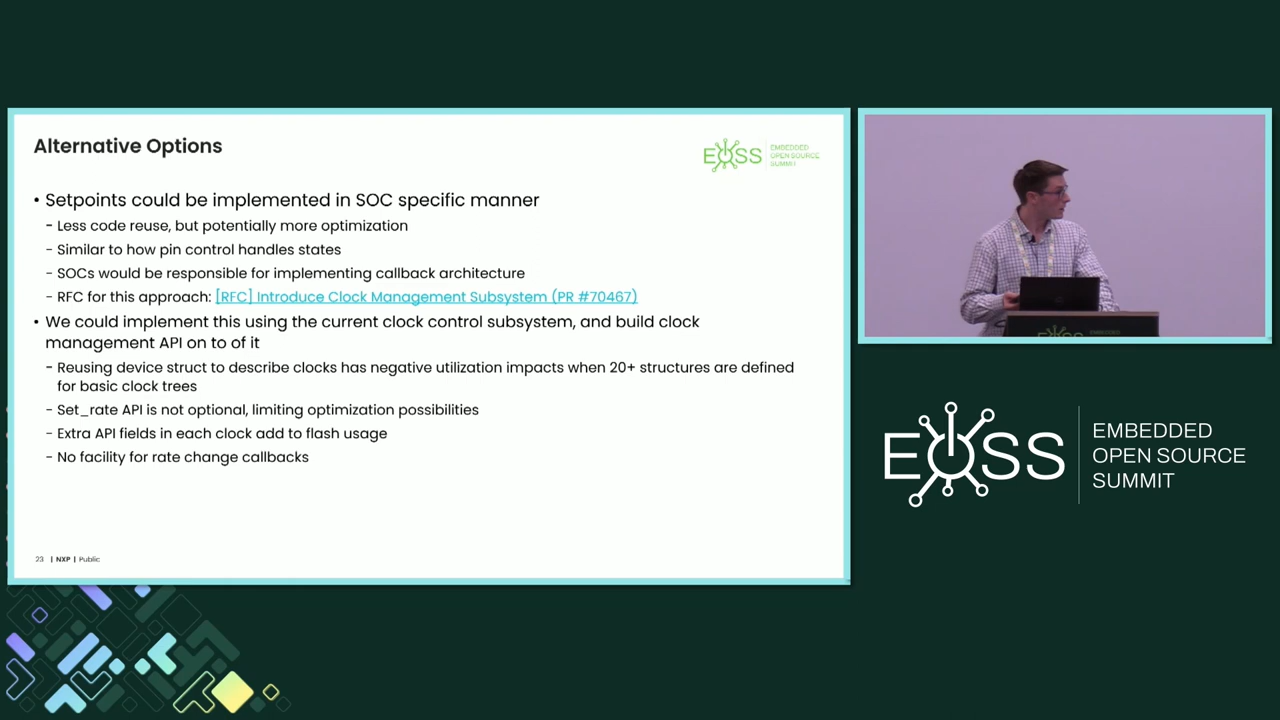 Alternative Options
EOSS
EMBEDDED
OPEN SOURCE
SUMMIT
• Setpoints could be implemented in SOC specific manner
- Less code reuse, but potentially more optimization
- Similar to how pin control handles states
- SOCs would be responsible for implementing callback architecture
- RFC for this approach: [RFC] Introduce Clock Management Subsystem (PR #70467)
• We could implement this using the current clock control subsystem, and build clock
management API on to of it
- Reusing device struct to describe clocks has negative utilization impacts when 20+ structures are defined
for basic clock trees
- Set_rate API is not optional, limiting optimization possibilities
- Extra API fields in each clock add to flash usage
- No facility for rate change callbacks
23 | NXP | Public
EOSS
EMBEDDED
OPEN SOURCE
SUMMIT